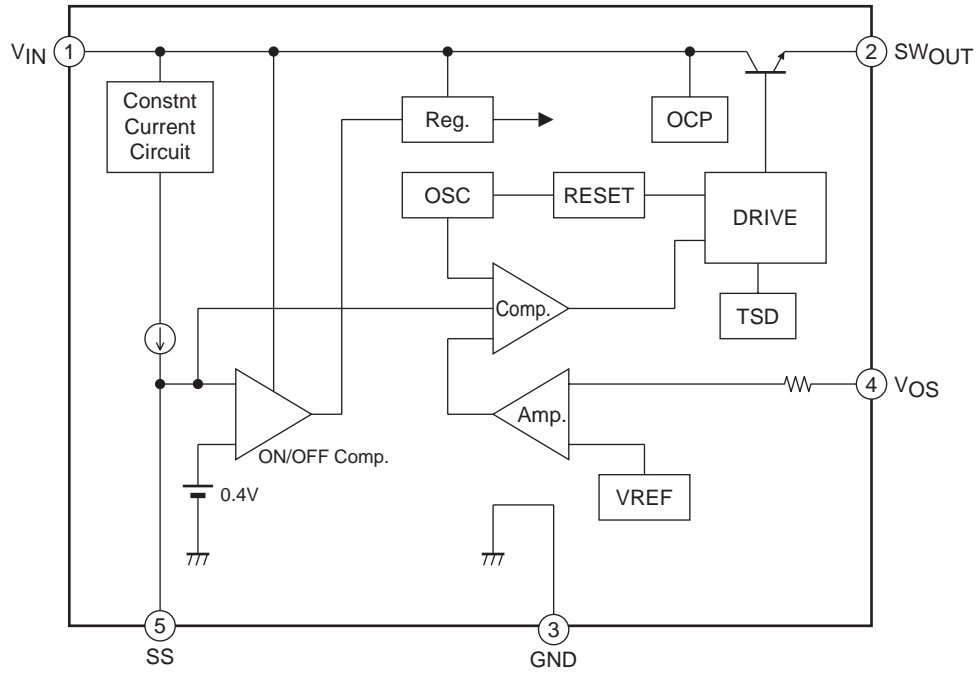 VIN
1
2
SWOUT
Constnt
Current
Circuit
Reg.
OCP
OSC
RESET
DRIVE
Comp.
TSD
4
VOS
Amp.
ON/OFF Comp.
0.4V
VREF
5
SS
3
GND